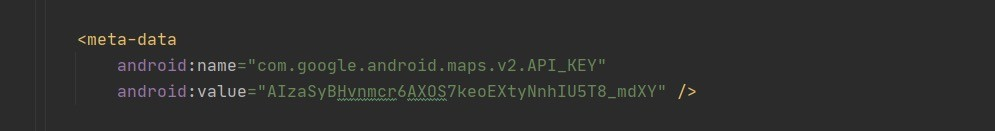 <meta-data
android:name="com.google.android.maps.v2.API_KEY"
android:value="AIzaSyBHvnmcr6AXOS7keoEXtyNnhIU5T8_mdXY" />